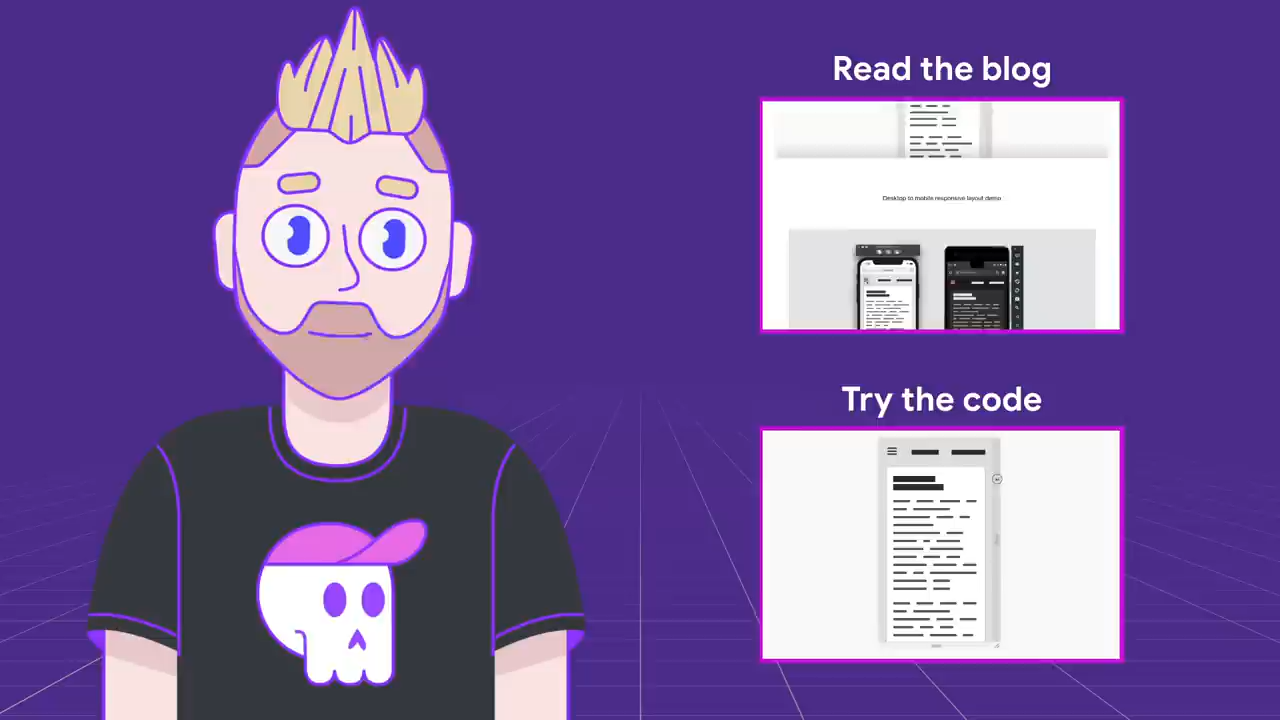 Read the blog
Desktop to mobile responsive layout demo
Try the code